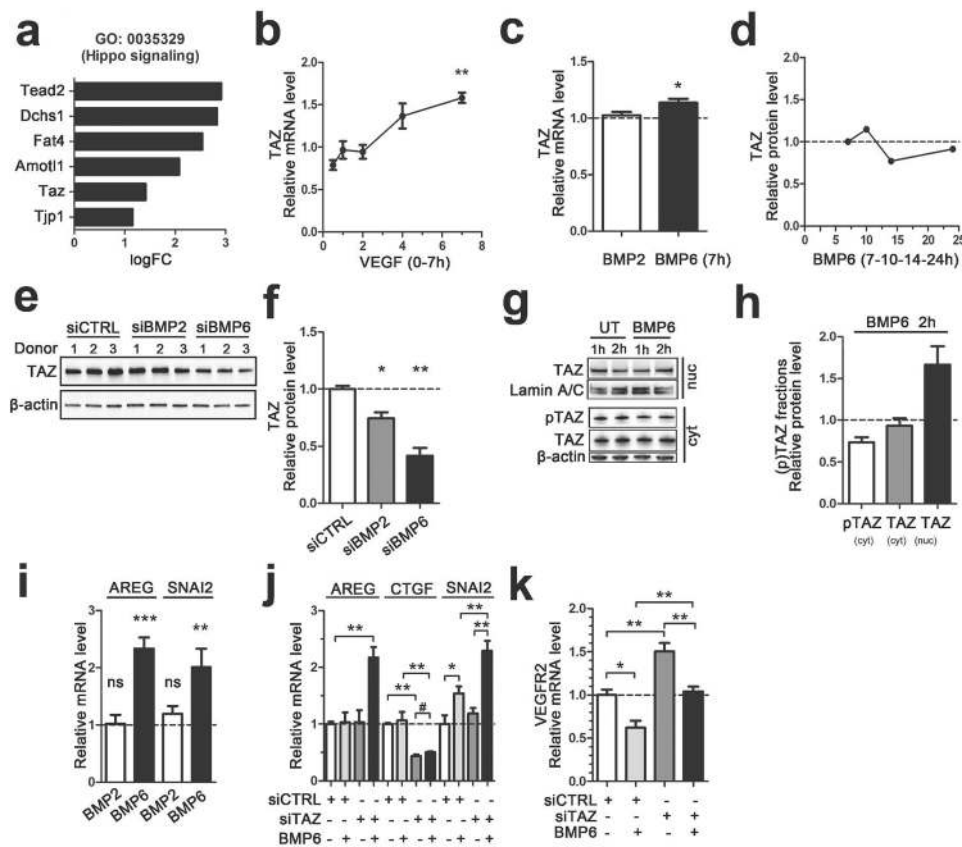 a
GO: 0035329
(Hippo signaling)
Tead2
Dchs1
Fat4
Amotl1
Taz
Tjp1
0 1 2 3
logFC
b
TAZ
Relative mRNA level
2.0
1.5
1.0
0.5
0.0
0 2 4 6 8
VEGF (0-7h)
**
c
TAZ
Relative mRNA level
2.0
1.5
1.0
0.5
0.0
*
BMP2 BMP6 (7h)
d
TAZ
Relative protein level
2.0
1.5
1.0
0.5
0.0
0 5 10 15 20 25
BMP6 (7-10-14-24h)
e
siCTRL siBMP2 siBMP6
Donor 1 2 3 1 2 3 1 2 3
TAZ
β-actin
f
TAZ
Relative protein level
1.5
1.0
0.5
0.0
* **
siCTRL
siBMP2
siBMP6
g
UT BMP6
1h 2h 1h 2h
TAZ
Lamin A/C
nuc
pTAZ
TAZ
β-actin
cyt
h
BMP6 2h
(p)TAZ fractions
Relative protein level
2.0
1.5
1.0
0.5
0.0
pTAZ TAZ TAZ
(cyt) (cyt) (nuc)
i
AREG SNAI2
Relative mRNA level
3
2
1
0
ns *** ns **
BMP2
BMP6
BMP2
BMP6
j
AREG CTGF SNAI2
Relative mRNA level
3
2
1
0
** ** ** # * ** **
siCTRL + + - - + + - - + + - -
siTAZ - - + + - - + + - - + +
BMP6 - + - + - + - + - + - +
k
VEGFR2
Relative mRNA level
2.0
1.5
1.0
0.5
0.0
**
** **
*
siCTRL + + - -
siTAZ - - + +
BMP6 - + - +